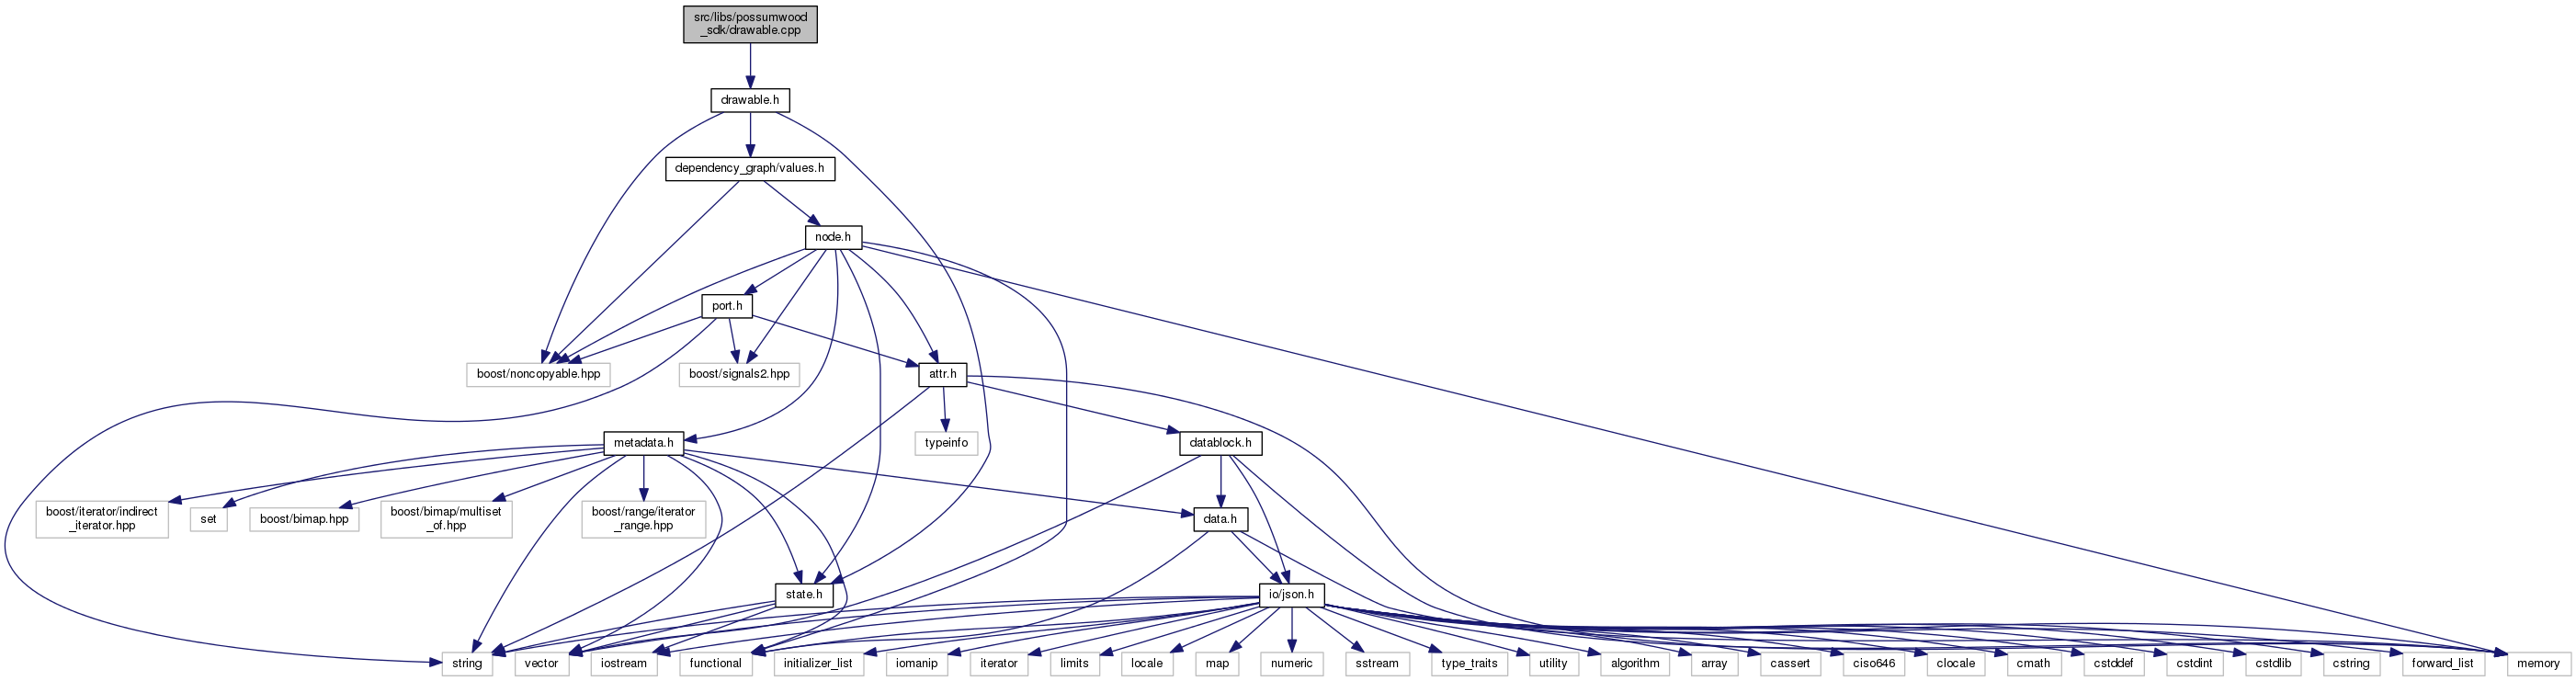 src/libs/possumwood
_sdk/drawable.cpp
drawable.h
dependency_graph/values.h
node.h
port.h
boost/noncopyable.hpp
boost/signals2.hpp
attr.h
metadata.h
typeinfo
datablock.h
boost/iterator/indirect
_iterator.hpp
set
boost/bimap.hpp
boost/bimap/multiset
_of.hpp
boost/range/iterator
_range.hpp
data.h
state.h
io/json.h
string
vector
iostream
functional
initializer_list
iomanip
iterator
limits
locale
map
numeric
sstream
type_traits
utility
algorithm
array
cassert
ciso646
clocale
cmath
cstddef
cstdint
cstdlib
cstring
forward_list
memory